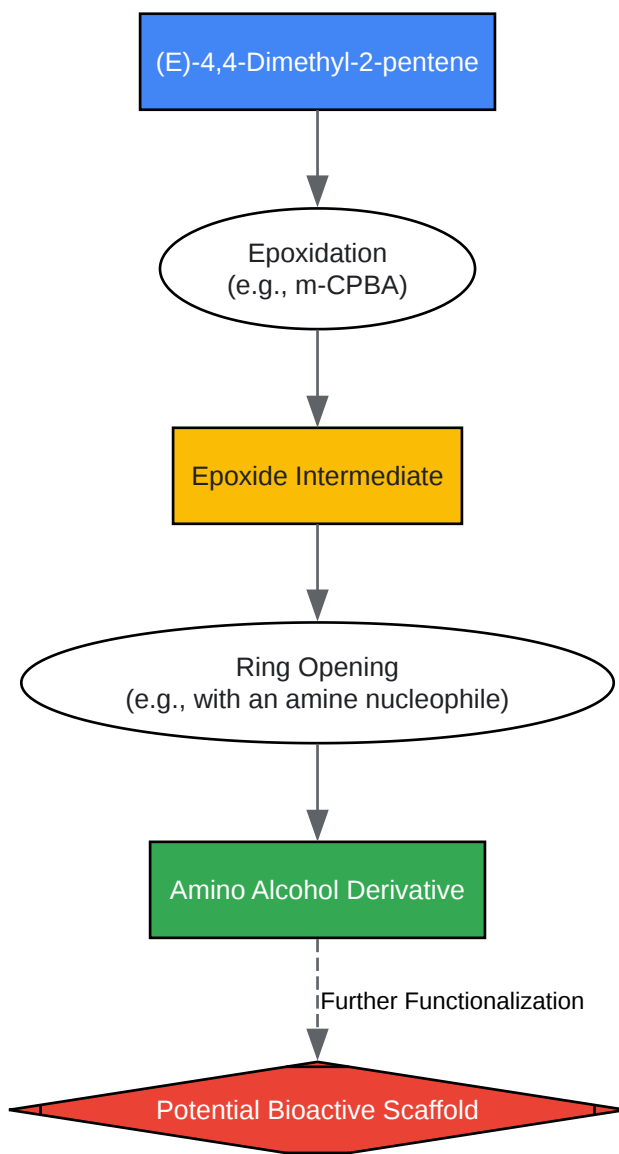 (E)-4,4-Dimethyl-2-pentene
Epoxidation
(e.g., m-CPBA)
Epoxide Intermediate
Ring Opening
(e.g., with an amine nucleophile)
Amino Alcohol Derivative
Further Functionalization
Potential Bioactive Scaffold